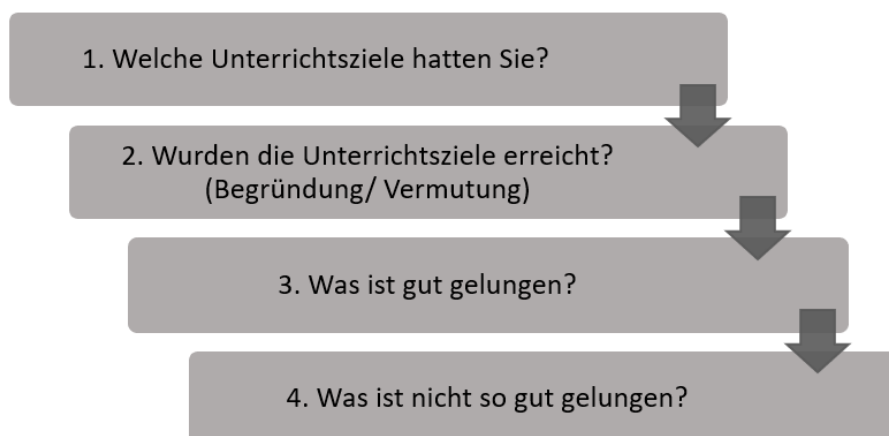 1. Welche Unterrichtsziele hatten Sie?
2. Wurden die Unterrichtsziele erreicht?
(Begründung/ Vermutung)
3. Was ist gut gelungen?
4. Was ist nicht so gut gelungen?